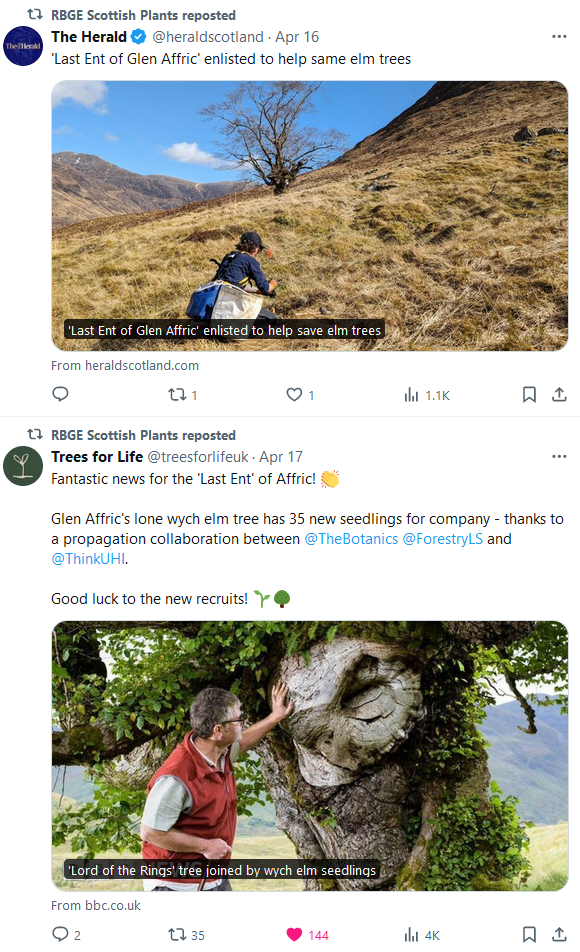 RBGE Scottish Plants reposted
The Herald
The Herald @heraldscotland · Apr 16
'Last Ent of Glen Affric' enlisted to help same elm trees
'Last Ent of Glen Affric' enlisted to help save elm trees
From heraldscotland.com
1 1 1.1K
RBGE Scottish Plants reposted
Trees for Life @treesforlifeuk · Apr 17
Fantastic news for the 'Last Ent' of Affric! 👏
Glen Affric's lone wych elm tree has 35 new seedlings for company - thanks to
a propagation collaboration between @TheBotanics @ForestryLS and
@ThinkUHI.
Good luck to the new recruits! 🌱🌳
'Lord of the Rings' tree joined by wych elm seedlings
From bbc.co.uk
2 35 144 4K